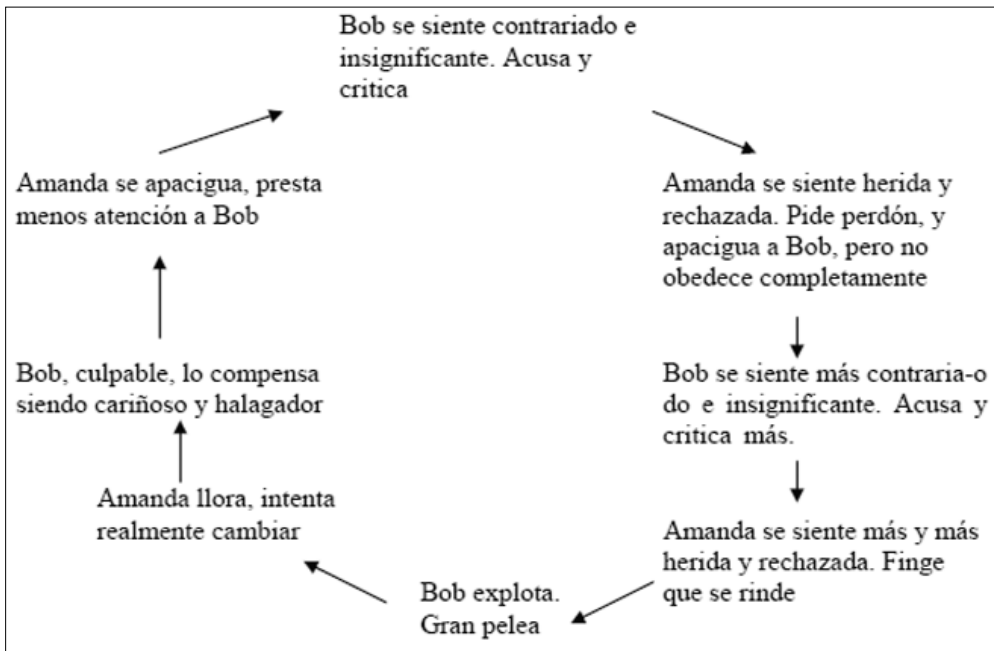 Bob se siente contrariado e
insignificante. Acusa y
critica
Amanda se siente herida y
rechazada. Pide perdón, y
apacigua a Bob, pero no
obedece completamente
Bob se siente más contraria-o
do e insignificante. Acusa y
critica más.
Amanda se siente más y más
herida y rechazada. Finge
que se rinde
Bob explota.
Gran pelea
Amanda llora, intenta
realmente cambiar
Bob, culpable, lo compensa
siendo cariñoso y halagador
Amanda se apacigua, presta
menos atención a Bob